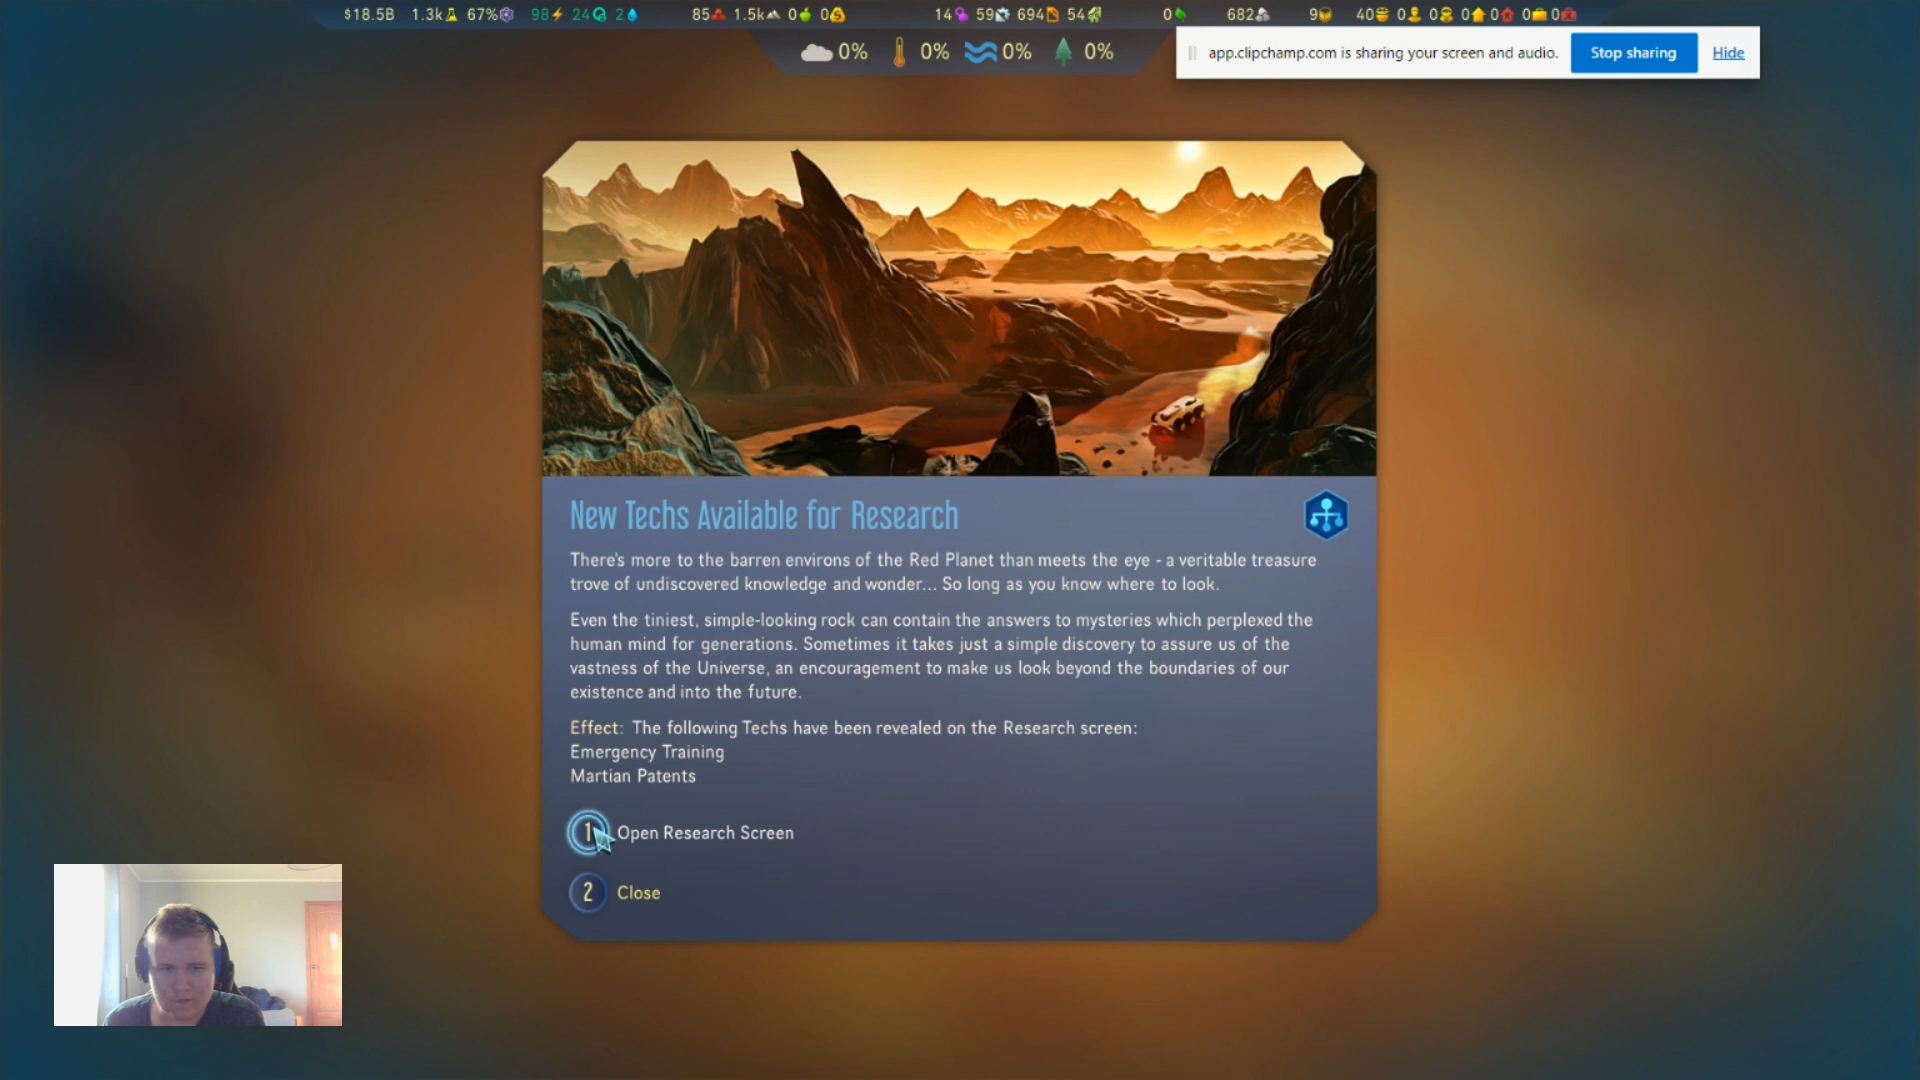 $18.5B 1.3k 67% 98 24 2 85 1.5k 0 0 14 59 694 54 0 682 9 40 0 0 0 0 0 0
0% 0% 0% 0%
app.clipchamp.com is sharing your screen and audio. Stop sharing Hide
New Techs Available for Research
There's more to the barren environs of the Red Planet than meets the eye - a veritable treasure
trove of undiscovered knowledge and wonder... So long as you know where to look.
Even the tiniest, simple-looking rock can contain the answers to mysteries which perplexed the
human mind for generations. Sometimes it takes just a simple discovery to assure us of the
vastness of the Universe, an encouragement to make us look beyond the boundaries of our
existence and into the future.
Effect: The following Techs have been revealed on the Research screen:
Emergency Training
Martian Patents
1 Open Research Screen
2 Close